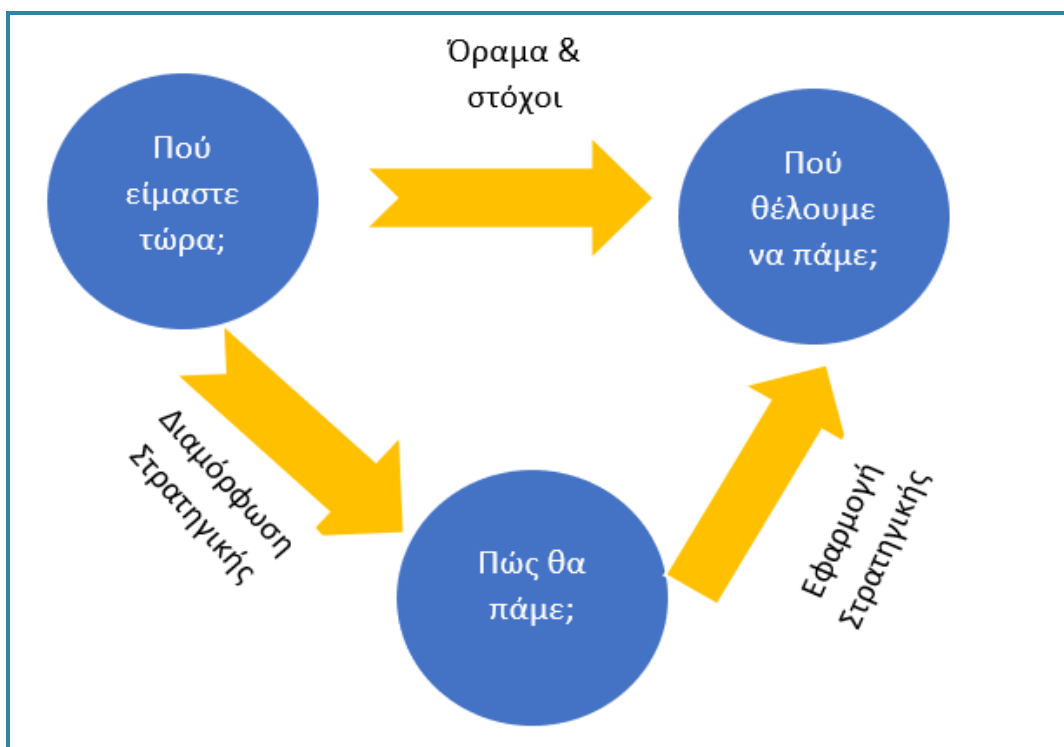 Όραμα &
στόχοι
Πού
είμαστε
τώρα;
Πού
θέλουμε
να πάμε;
Διαμόρφωση
Στρατηγικής
Πώς θα
πάμε;
Εφαρμογή
Στρατηγικής